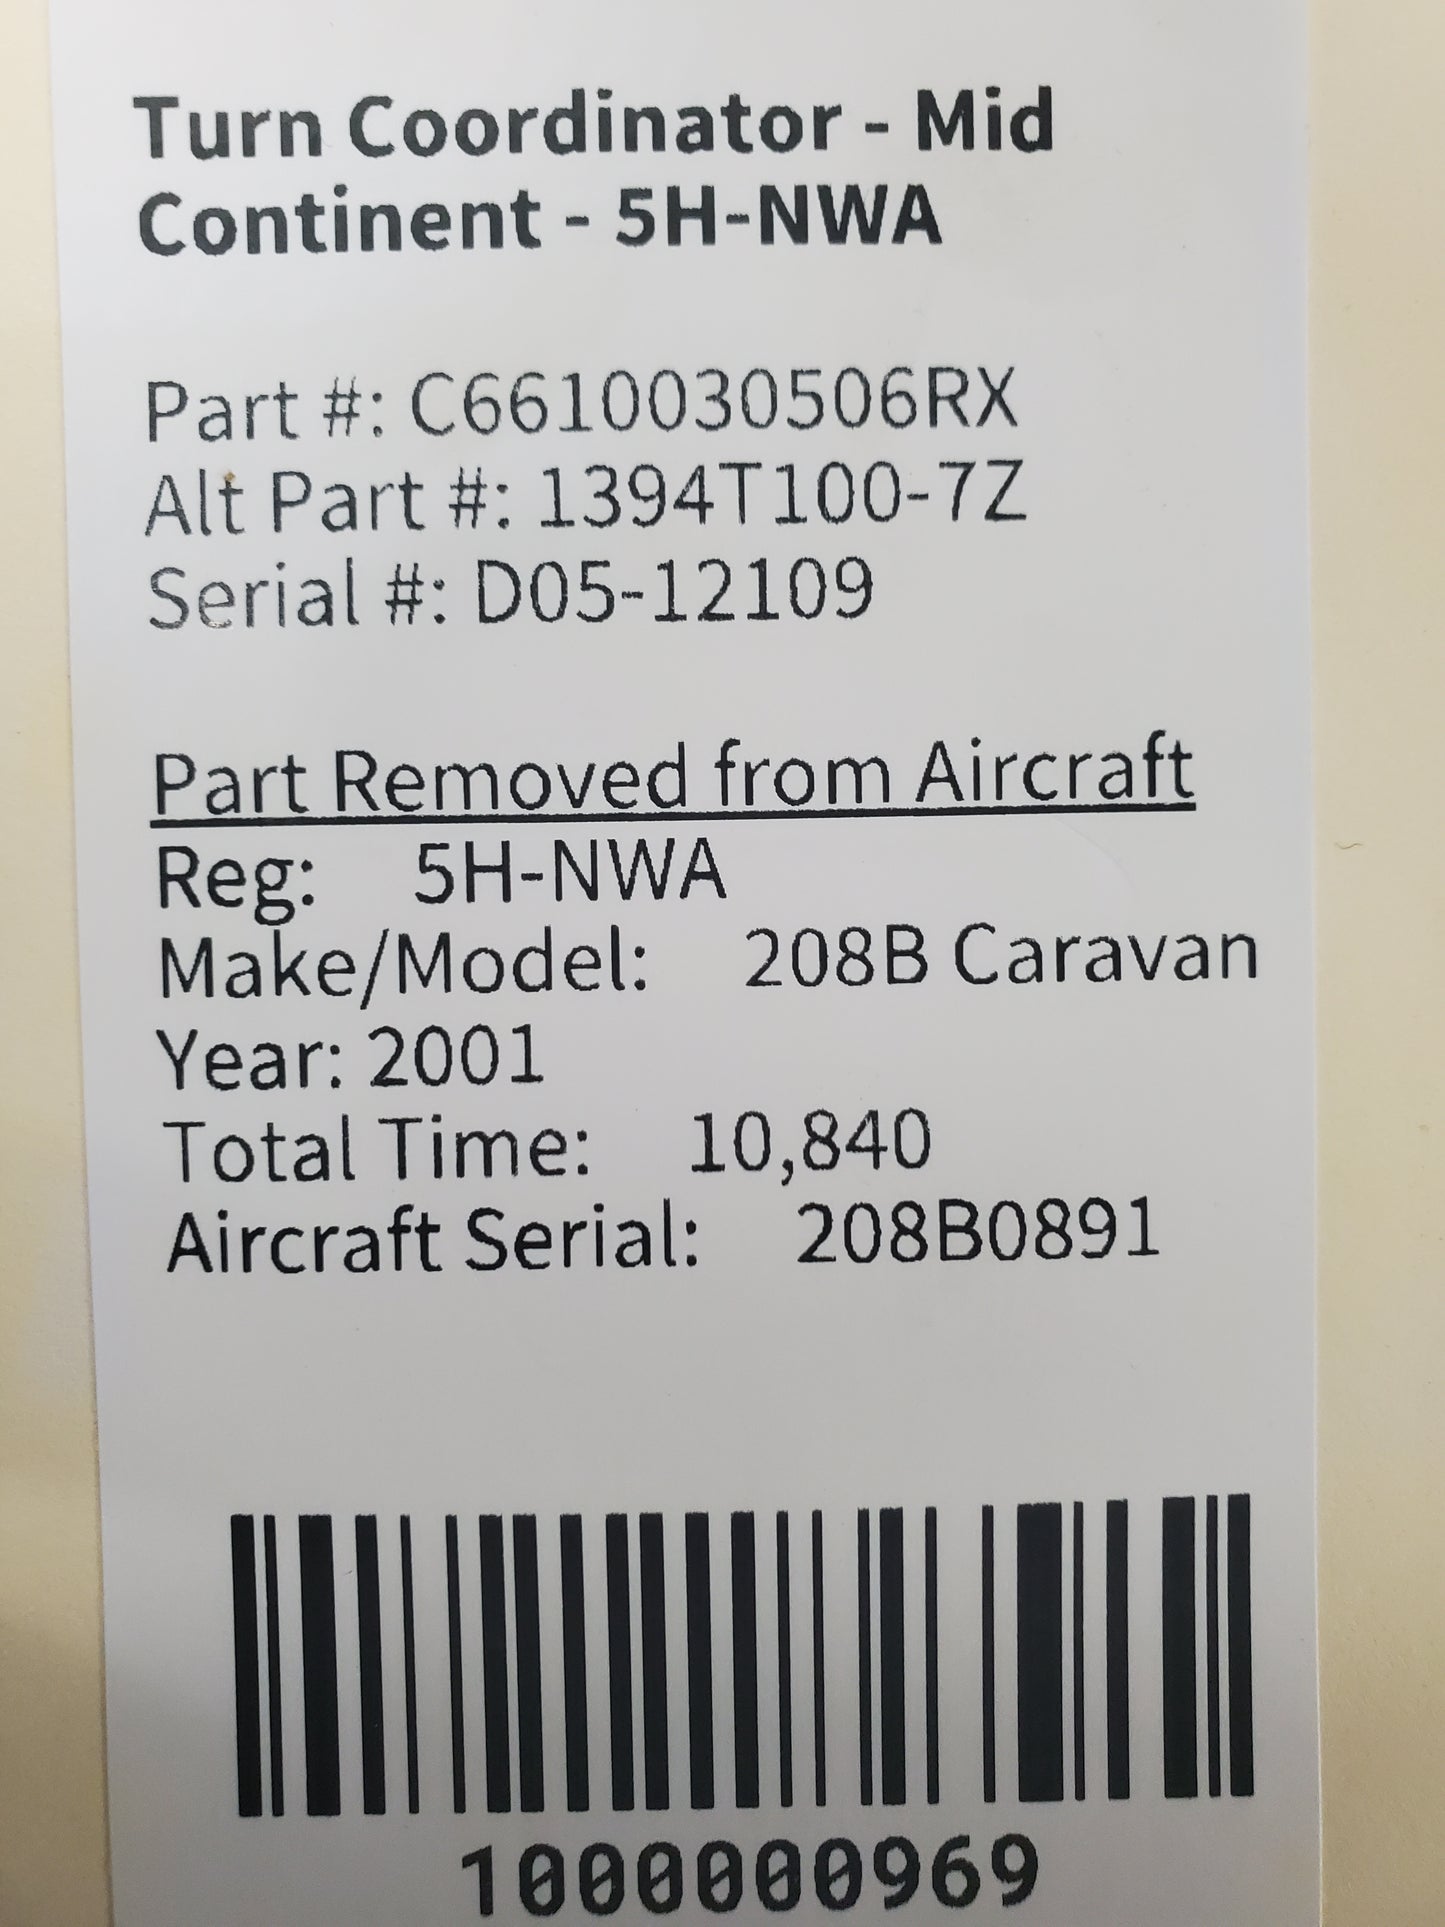 Turn Coordinator - Mid
Continent - 5H-NWA
Part #: C6610030506RX
Alt Part #: 1394T100-7Z
Serial #: D05-12109
Part Removed from Aircraft
Reg: 5H-NWA
Make/Model: 208B Caravan
Year: 2001
Total Time: 10,840
Aircraft Serial: 208B0891
1000000969